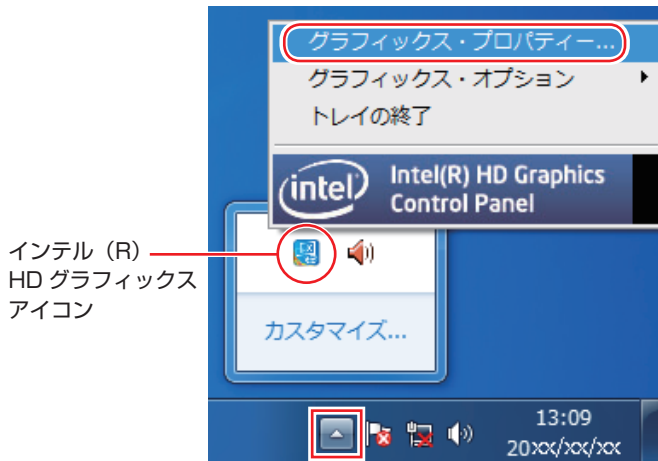 グラフィックス・プロパティー...
グラフィックス・オプション
トレイの終了
intel
Intel(R) HD Graphics
Control Panel
インテル（R）
HD グラフィックス
アイコン
カスタマイズ...
13:09
20xx/xx/xx